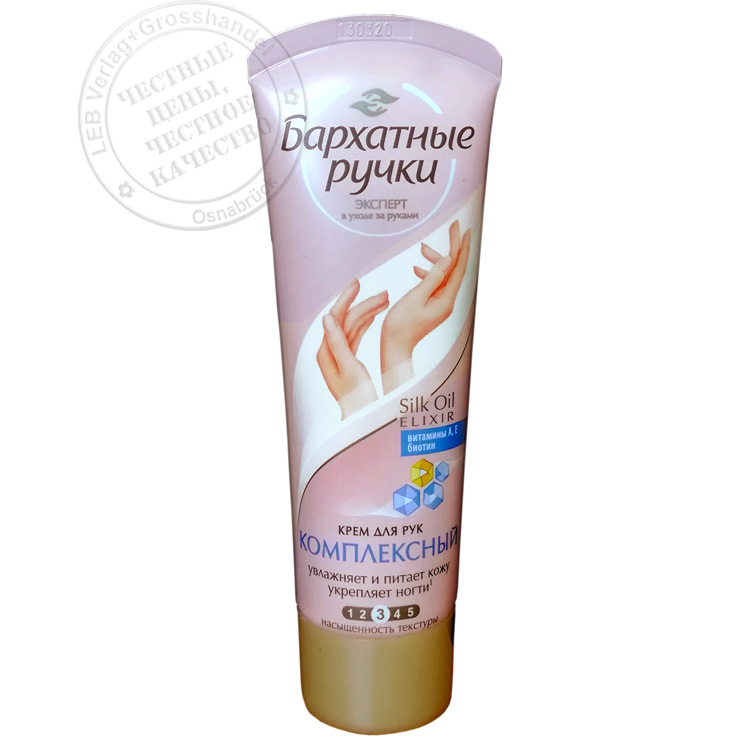 LEB Verlag+Grosshandel
ЧЕСТНЫЕ
ЦЕНЫ,
ЧЕСТНОЕ
КАЧЕСТВО
Osnabrück
130320
Бархатные
ручки
ЭКСПЕРТ
в уходе за руками
Silk Oil
ELIXIR
витамины А, Е
биотин
КРЕМ ДЛЯ РУК
КОМПЛЕКСНЫЙ
увлажняет и питает кожу
укрепляет ногти¹
1 2 3 4 5
насыщенность текстуры